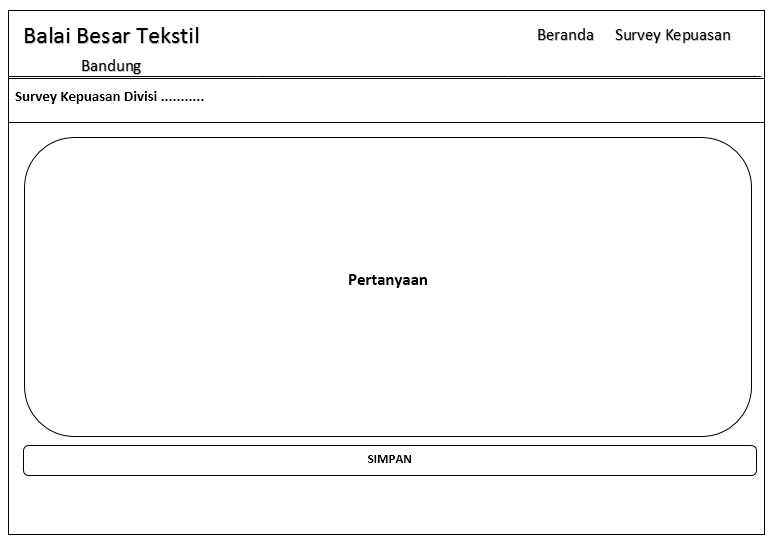 Balai Besar Tekstil
Beranda Survey Kepuasan
Bandung
Survey Kepuasan Divisi ...........
Pertanyaan
SIMPAN